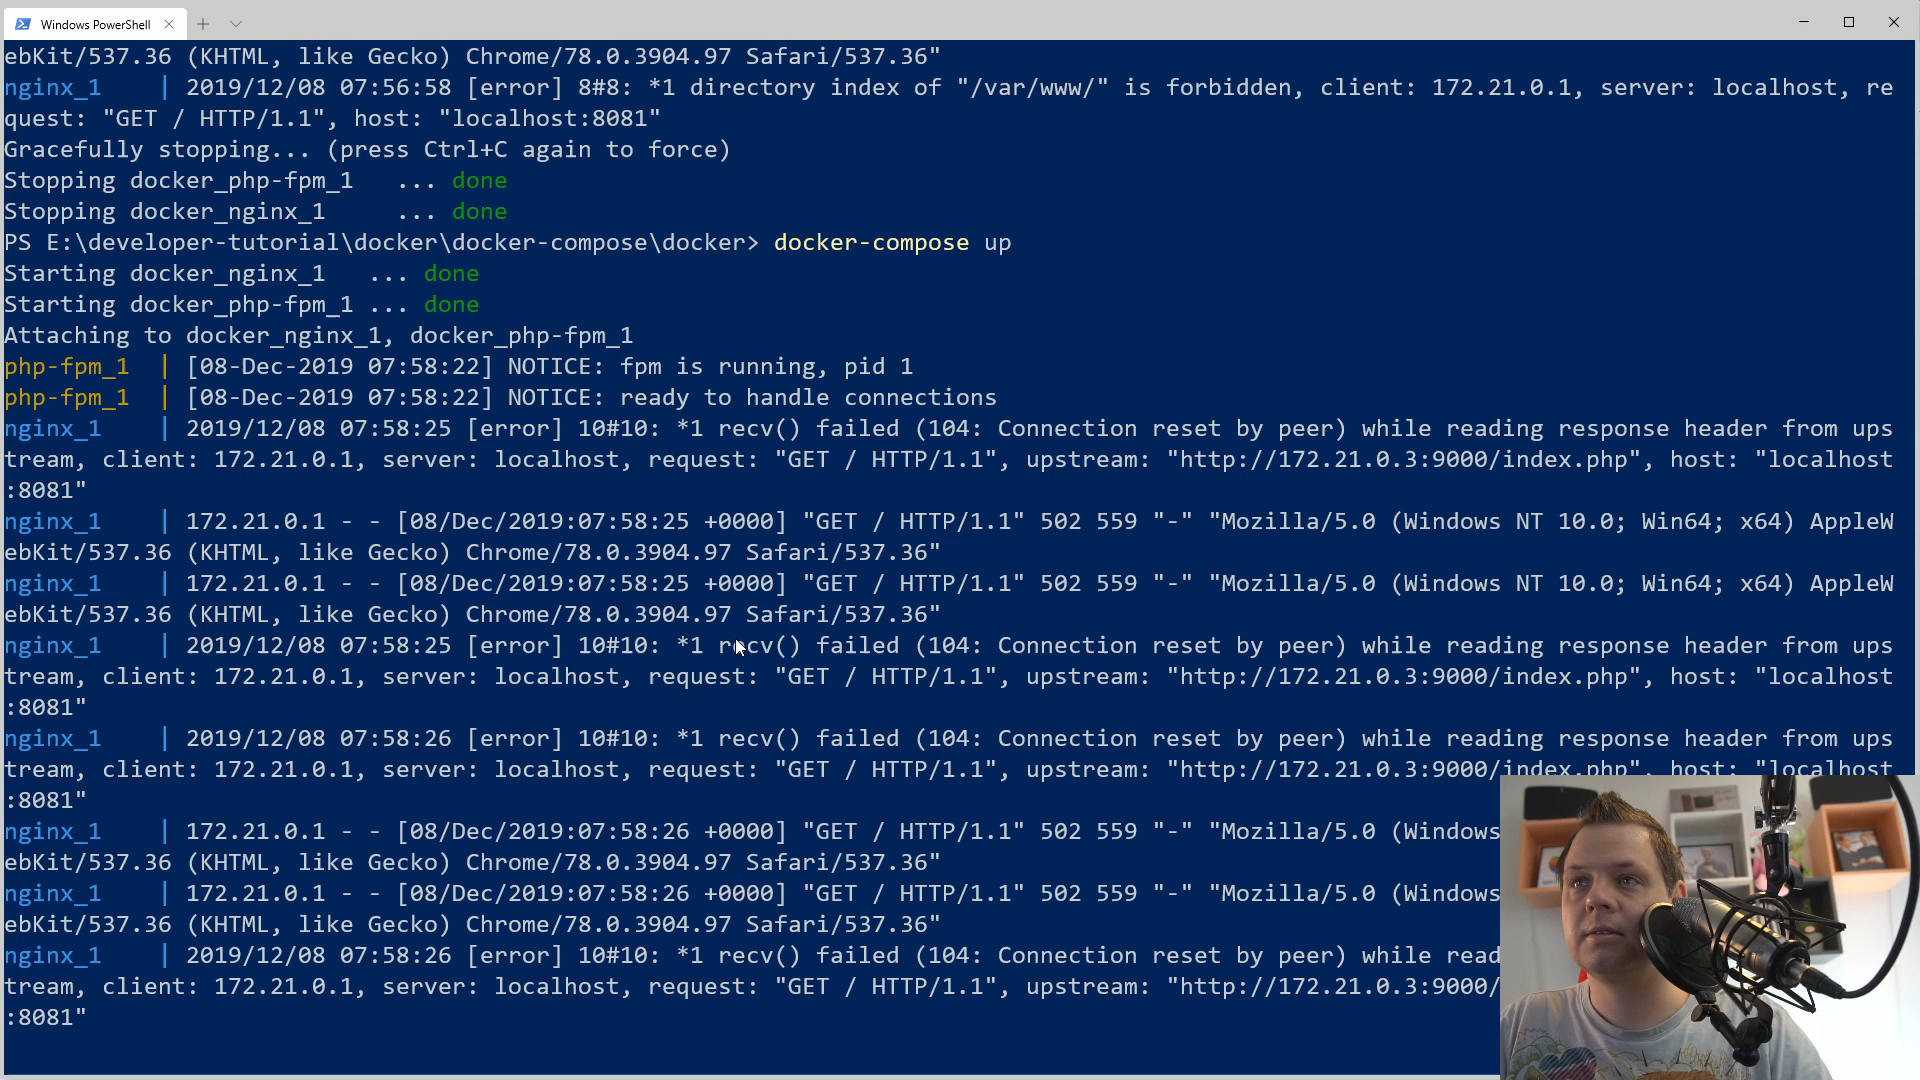 Windows PowerShell
ebKit/537.36 (KHTML, like Gecko) Chrome/78.0.3904.97 Safari/537.36"
nginx_1    | 2019/12/08 07:56:58 [error] 8#8: *1 directory index of "/var/www/" is forbidden, client: 172.21.0.1, server: localhost, re
quest: "GET / HTTP/1.1", host: "localhost:8081"
Gracefully stopping... (press Ctrl+C again to force)
Stopping docker_php-fpm_1   ... done
Stopping docker_nginx_1     ... done
PS E:\developer-tutorial\docker\docker-compose\docker> docker-compose up
Starting docker_nginx_1   ... done
Starting docker_php-fpm_1 ... done
Attaching to docker_nginx_1, docker_php-fpm_1
php-fpm_1  | [08-Dec-2019 07:58:22] NOTICE: fpm is running, pid 1
php-fpm_1  | [08-Dec-2019 07:58:22] NOTICE: ready to handle connections
nginx_1    | 2019/12/08 07:58:25 [error] 10#10: *1 recv() failed (104: Connection reset by peer) while reading response header from ups
tream, client: 172.21.0.1, server: localhost, request: "GET / HTTP/1.1", upstream: "http://172.21.0.3:9000/index.php", host: "localhost
:8081"
nginx_1    | 172.21.0.1 - - [08/Dec/2019:07:58:25 +0000] "GET / HTTP/1.1" 502 559 "-" "Mozilla/5.0 (Windows NT 10.0; Win64; x64) AppleW
ebKit/537.36 (KHTML, like Gecko) Chrome/78.0.3904.97 Safari/537.36"
nginx_1    | 172.21.0.1 - - [08/Dec/2019:07:58:25 +0000] "GET / HTTP/1.1" 502 559 "-" "Mozilla/5.0 (Windows NT 10.0; Win64; x64) AppleW
ebKit/537.36 (KHTML, like Gecko) Chrome/78.0.3904.97 Safari/537.36"
nginx_1    | 2019/12/08 07:58:25 [error] 10#10: *1 recv() failed (104: Connection reset by peer) while reading response header from ups
tream, client: 172.21.0.1, server: localhost, request: "GET / HTTP/1.1", upstream: "http://172.21.0.3:9000/index.php", host: "localhost
:8081"
nginx_1    | 2019/12/08 07:58:26 [error] 10#10: *1 recv() failed (104: Connection reset by peer) while reading response header from ups
tream, client: 172.21.0.1, server: localhost, request: "GET / HTTP/1.1", upstream: "http://172.21.0.3:9000/index.php", host: "localhost
:8081"
nginx_1    | 172.21.0.1 - - [08/Dec/2019:07:58:26 +0000] "GET / HTTP/1.1" 502 559 "-" "Mozilla/5.0 (Windows
ebKit/537.36 (KHTML, like Gecko) Chrome/78.0.3904.97 Safari/537.36"
nginx_1    | 172.21.0.1 - - [08/Dec/2019:07:58:26 +0000] "GET / HTTP/1.1" 502 559 "-" "Mozilla/5.0 (Windows
ebKit/537.36 (KHTML, like Gecko) Chrome/78.0.3904.97 Safari/537.36"
nginx_1    | 2019/12/08 07:58:26 [error] 10#10: *1 recv() failed (104: Connection reset by peer) while read
tream, client: 172.21.0.1, server: localhost, request: "GET / HTTP/1.1", upstream: "http://172.21.0.3:9000/
:8081"